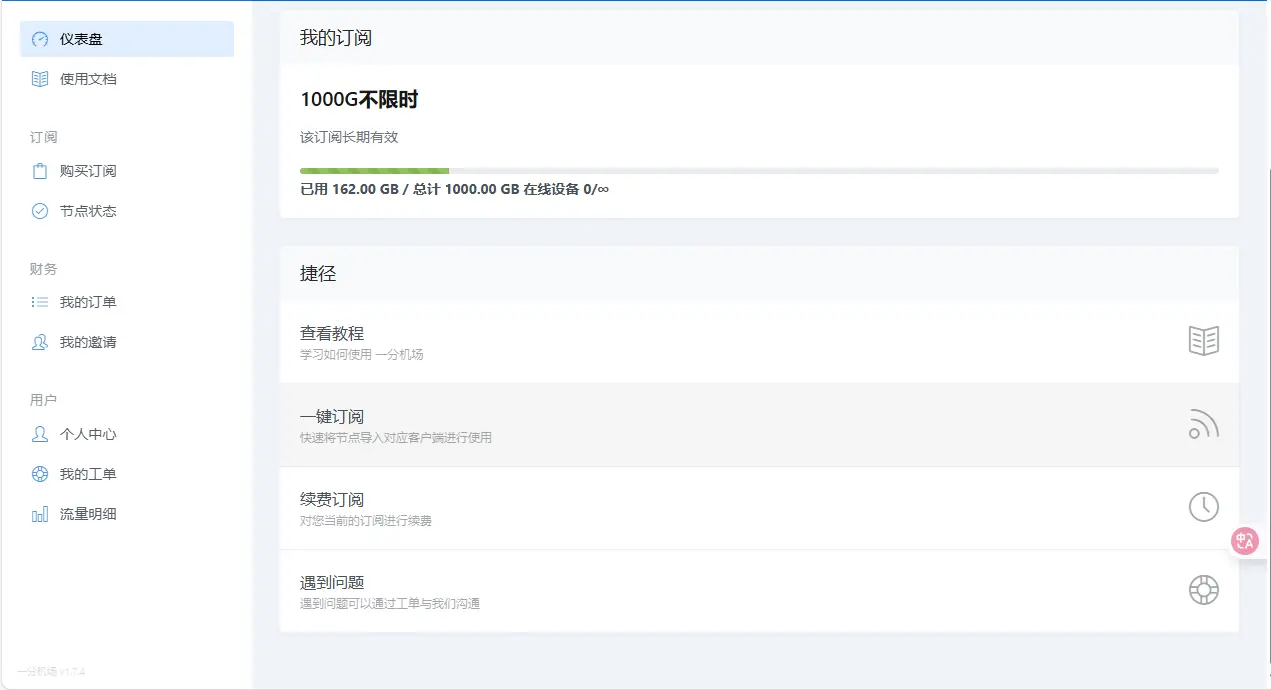 仪表盘
使用文档
订阅
购买订阅
节点状态
财务
我的订单
我的邀请
用户
个人中心
我的工单
流量明细
一分机场 v1.7.4
我的订阅
1000G不限时
该订阅长期有效
已用 162.00 GB / 总计 1000.00 GB 在线设备 0/∞
捷径
查看教程
学习如何使用 一分机场
一键订阅
快速将节点导入对应客户端进行使用
续费订阅
对您当前的订阅进行续费
遇到问题
遇到问题可以通过工单与我们沟通
中
A